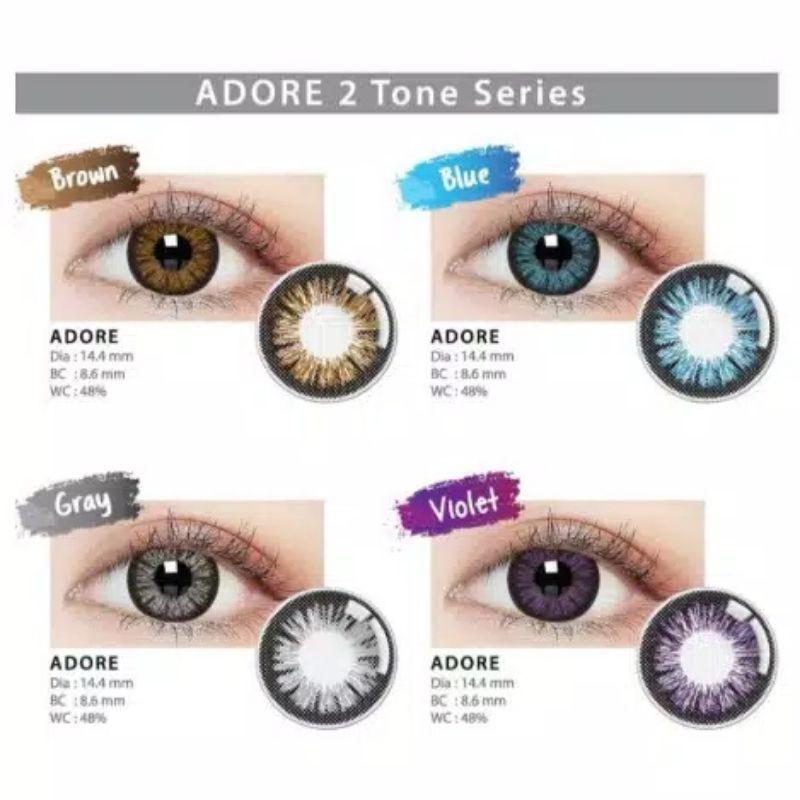 ADORE 2 Tone Series
Brown
ADORE
Dia : 14.4 mm
BC : 8.6 mm
WC : 48%
Blue
ADORE
Dia : 14.4 mm
BC : 8.6 mm
WC : 48%
Gray
ADORE
Dia : 14.4 mm
BC : 8.6 mm
WC : 48%
Violet
ADORE
Dia : 14.4 mm
BC : 8.6 mm
WC : 48%